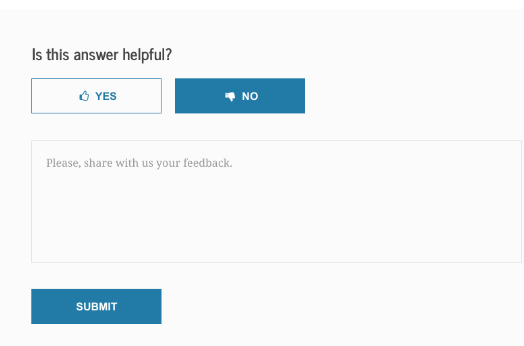 Is this answer helpful?
YES
NO
Please, share with us your feedback.
SUBMIT